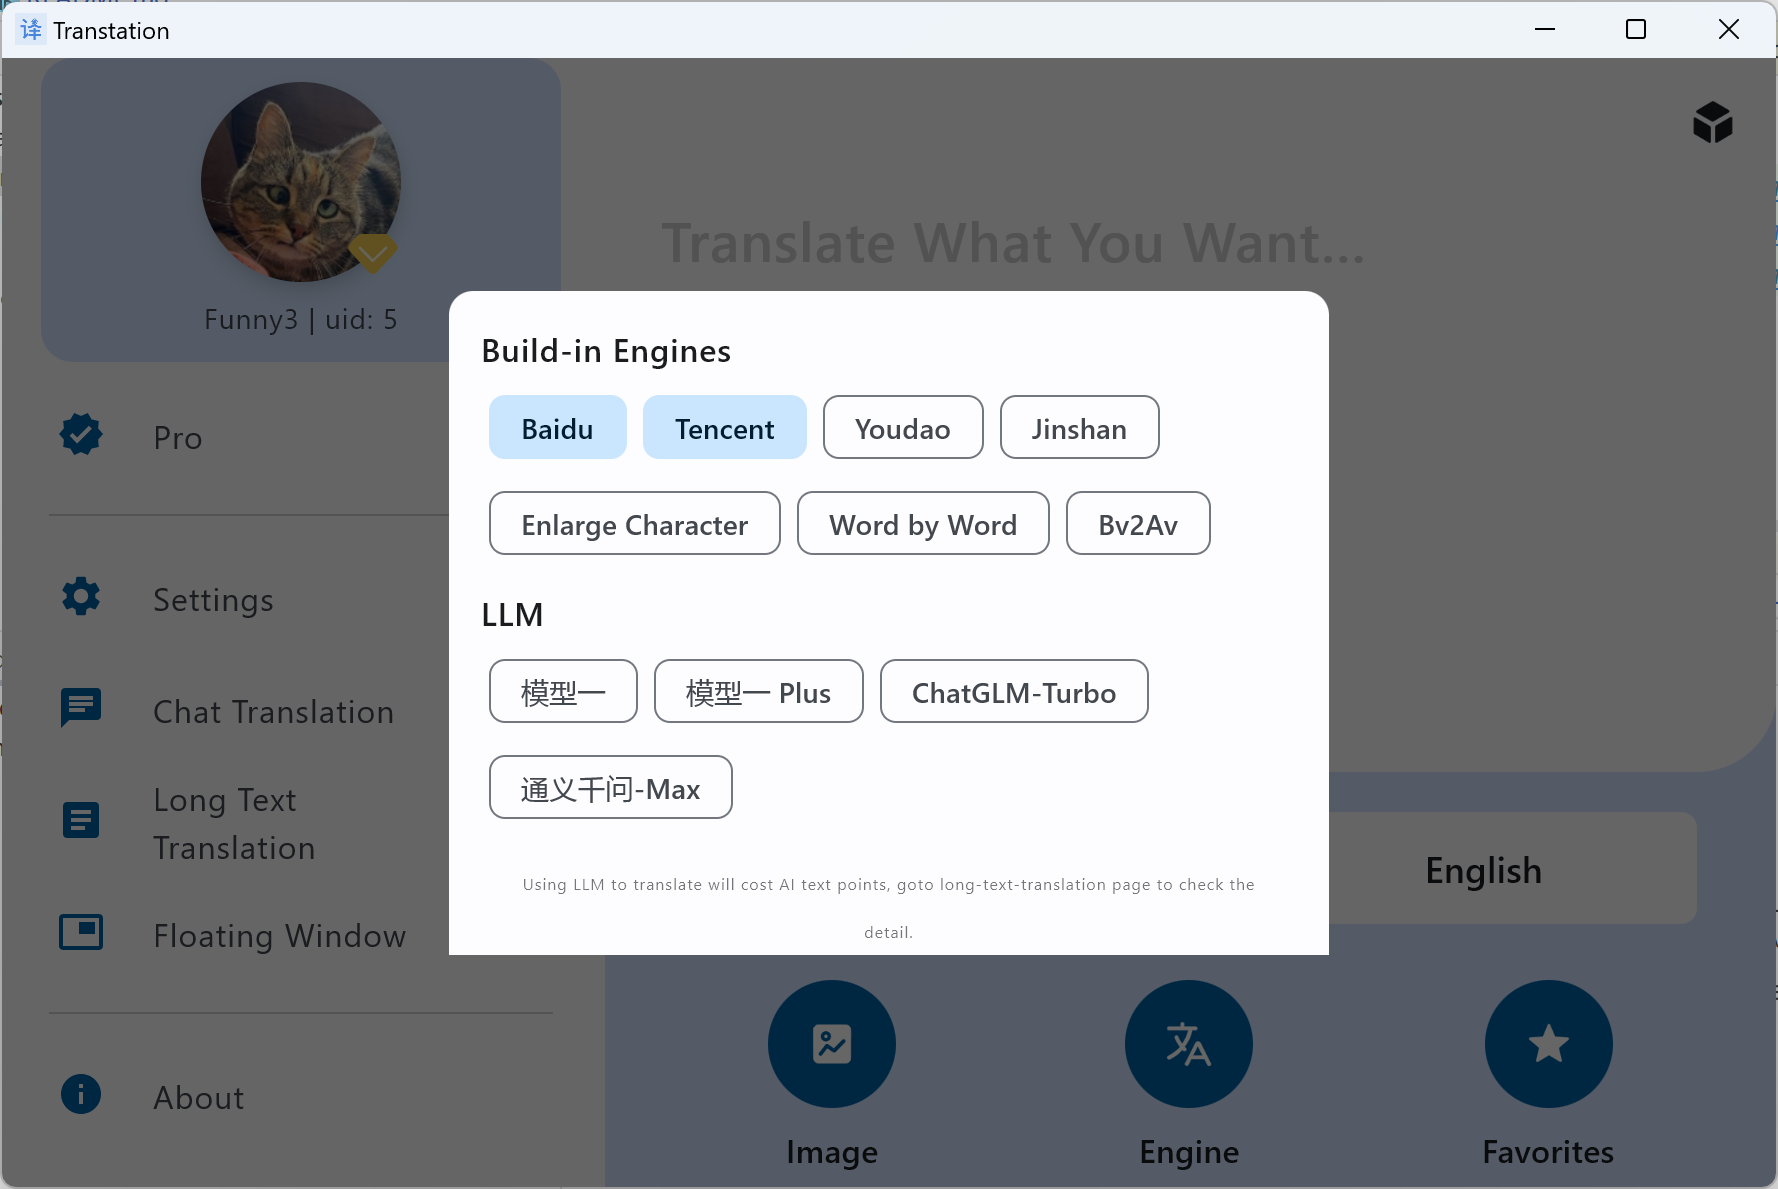 译 Transtation
Funny3 | uid: 5
Pro
Settings
Chat Translation
Long Text
Translation
Floating Window
About
Translate What You Want...
Build-in Engines
Baidu Tencent Youdao Jinshan
Enlarge Character Word by Word Bv2Av
LLM
模型一 模型一 Plus ChatGLM-Turbo
通义千问-Max
Using LLM to translate will cost AI text points, goto long-text-translation page to check the
detail.
English
Image Engine Favorites